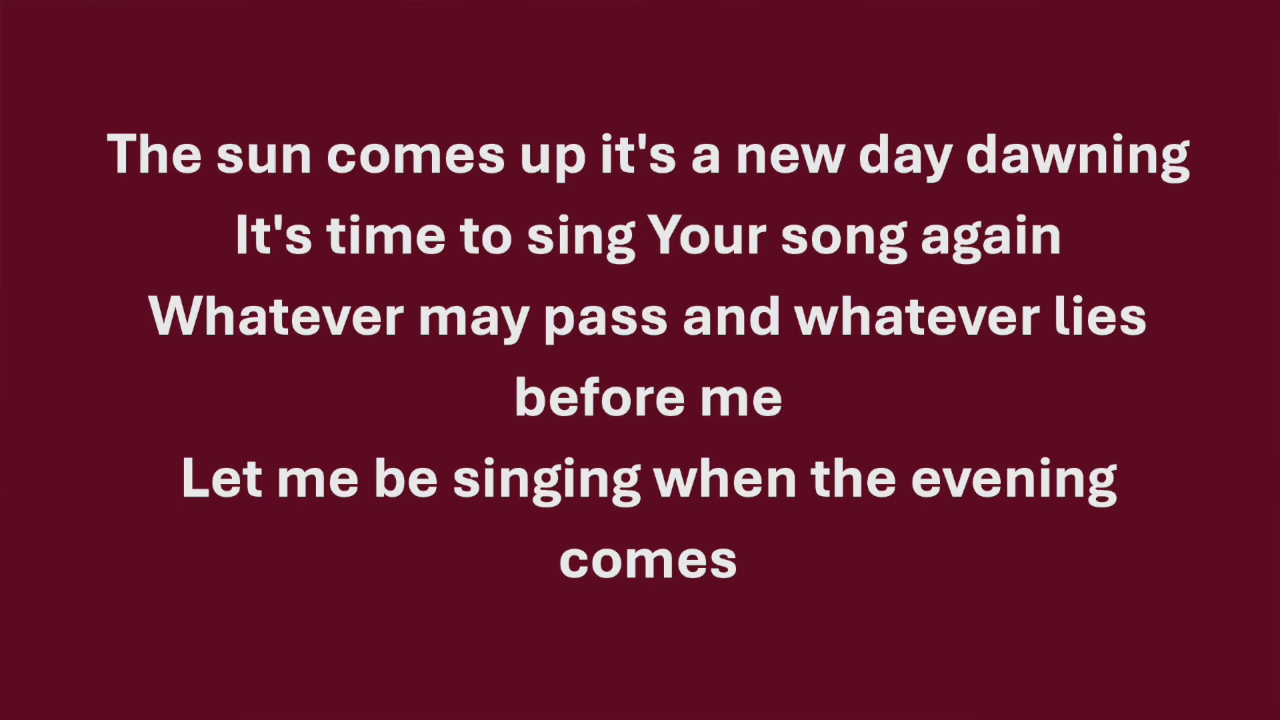 The sun comes up it's a new day dawning
It's time to sing Your song again
Whatever may pass and whatever lies
before me
Let me be singing when the evening
comes